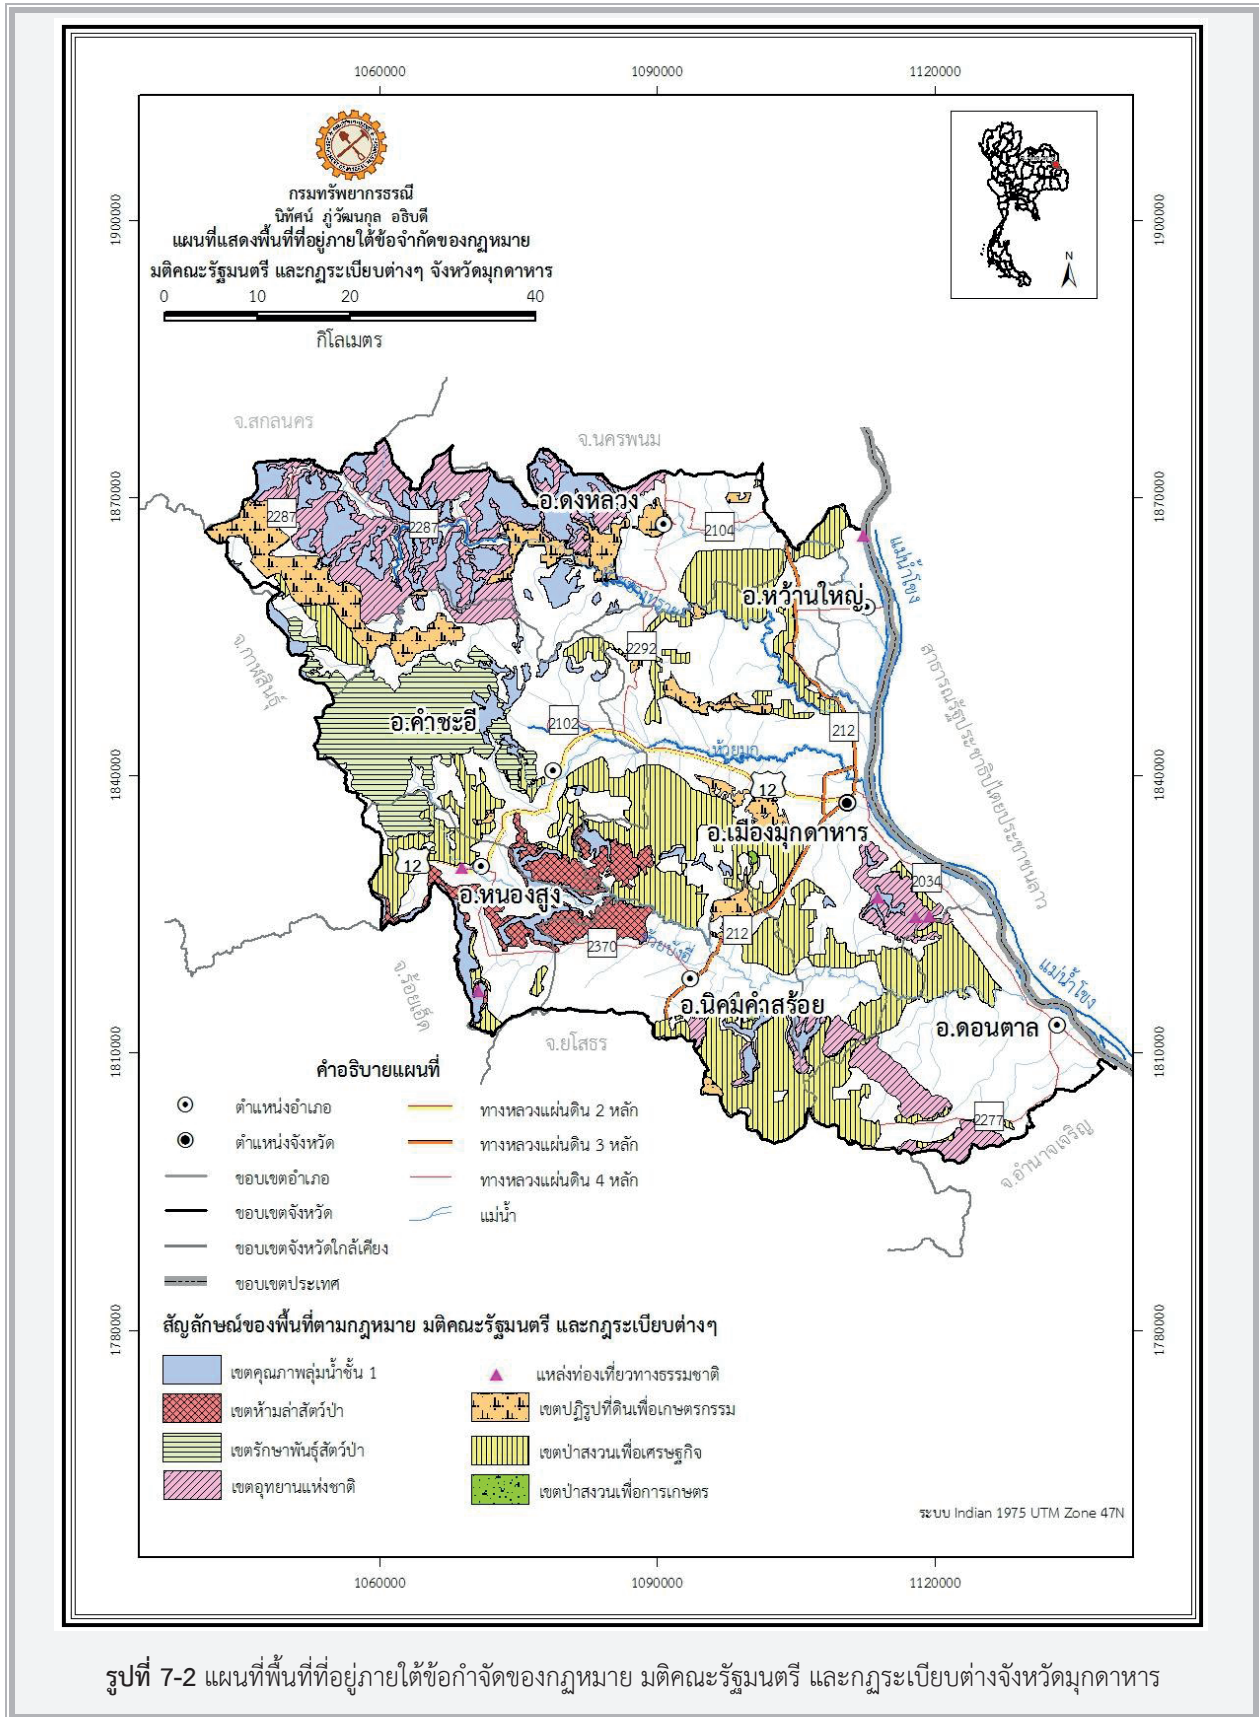 1060000 1090000 1120000
กรมทรัพยากรธรณี
นิทัศน์ ภู่วัฒนกุล อธิบดี
แผนที่แสดงพื้นที่ที่อยู่ภายใต้ข้อจำกัดของกฎหมาย
มติคณะรัฐมนตรี และกฎระเบียบต่างๆ จังหวัดมุกดาหาร
0 10 20 40
กิโลเมตร
N
1900000 1900000
จ.สกลนคร
จ.นครพนม
1870000 1870000
อ.ดงหลวง
2287
2287
2104
แม่น้ำโขง
อ.หว้านใหญ่
จ.กาฬสินธุ์
2292
สาธารณรัฐประชาธิปไตยประชาชนลาว
อ.คำชะอี
2102
212
ห้วยมุก
1840000 1840000
12
อ.เมืองมุกดาหาร
12
2034
อ.หนองสูง
212
2370
ห้วยบังอี่
จ.ร้อยเอ็ด
แม่น้ำโขง
อ.นิคมคำสร้อย
อ.ดอนตาล
จ.ยโสธร
1810000 1810000
2277
จ.อำนาจเจริญ
คำอธิบายแผนที่
ตำแหน่งอำเภอ ทางหลวงแผ่นดิน 2 หลัก
ตำแหน่งจังหวัด ทางหลวงแผ่นดิน 3 หลัก
ขอบเขตอำเภอ ทางหลวงแผ่นดิน 4 หลัก
ขอบเขตจังหวัด แม่น้ำ
ขอบเขตจังหวัดใกล้เคียง
ขอบเขตประเทศ
1780000 1780000
สัญลักษณ์ของพื้นที่ตามกฎหมาย มติคณะรัฐมนตรี และกฎระเบียบต่างๆ
เขตคุณภาพลุ่มน้ำชั้น 1 แหล่งท่องเที่ยวทางธรรมชาติ
เขตห้ามล่าสัตว์ป่า เขตปฏิรูปที่ดินเพื่อเกษตรกรรม
เขตรักษาพันธุ์สัตว์ป่า เขตป่าสงวนเพื่อเศรษฐกิจ
เขตอุทยานแห่งชาติ เขตป่าสงวนเพื่อการเกษตร
ระบบ Indian 1975 UTM Zone 47N
1060000 1090000 1120000
รูปที่ 7-2 แผนที่พื้นที่ที่อยู่ภายใต้ข้อกำจัดของกฎหมาย มติคณะรัฐมนตรี และกฎระเบียบต่างจังหวัดมุกดาหาร